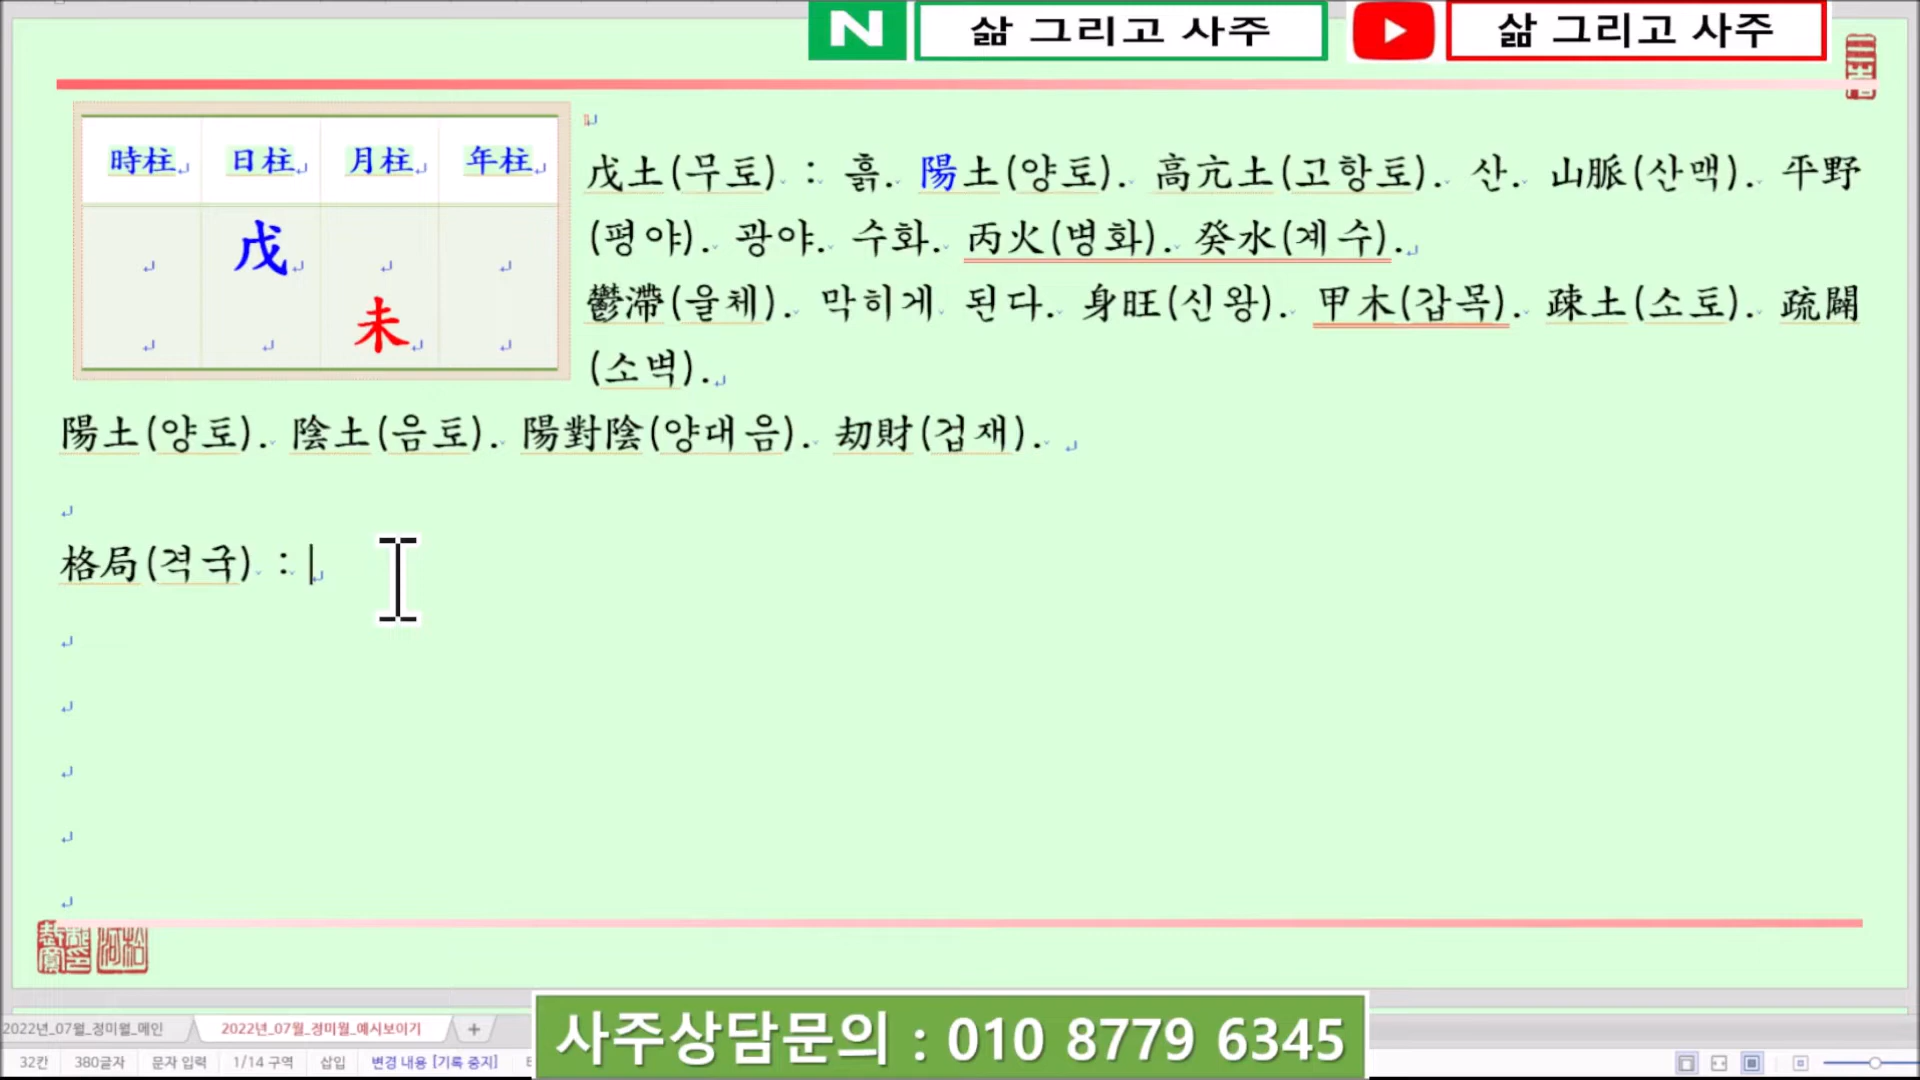 N 삶 그리고 사주 삶 그리고 사주
時柱 日柱 月柱 年柱
戊
未
戊土(무토) : 흙. 陽土(양토). 高亢土(고항토). 산. 山脈(산맥). 平野
(평야). 광야. 수화. 丙火(병화). 癸水(계수).
鬱滯(울체). 막히게 된다. 身旺(신왕). 甲木(갑목). 疎土(소토). 疏闢
(소벽).
陽土(양토). 陰土(음토). 陽對陰(양대음). 刧財(겁재).
格局(격국) :
2022년_07월_정미월_메인 2022년_07월_정미월_예시보이기 +
사주상담문의 : 010 8779 6345
32칸 380글자 문자 입력 1/14 구역 삽입 변경 내용 [기록 중지]